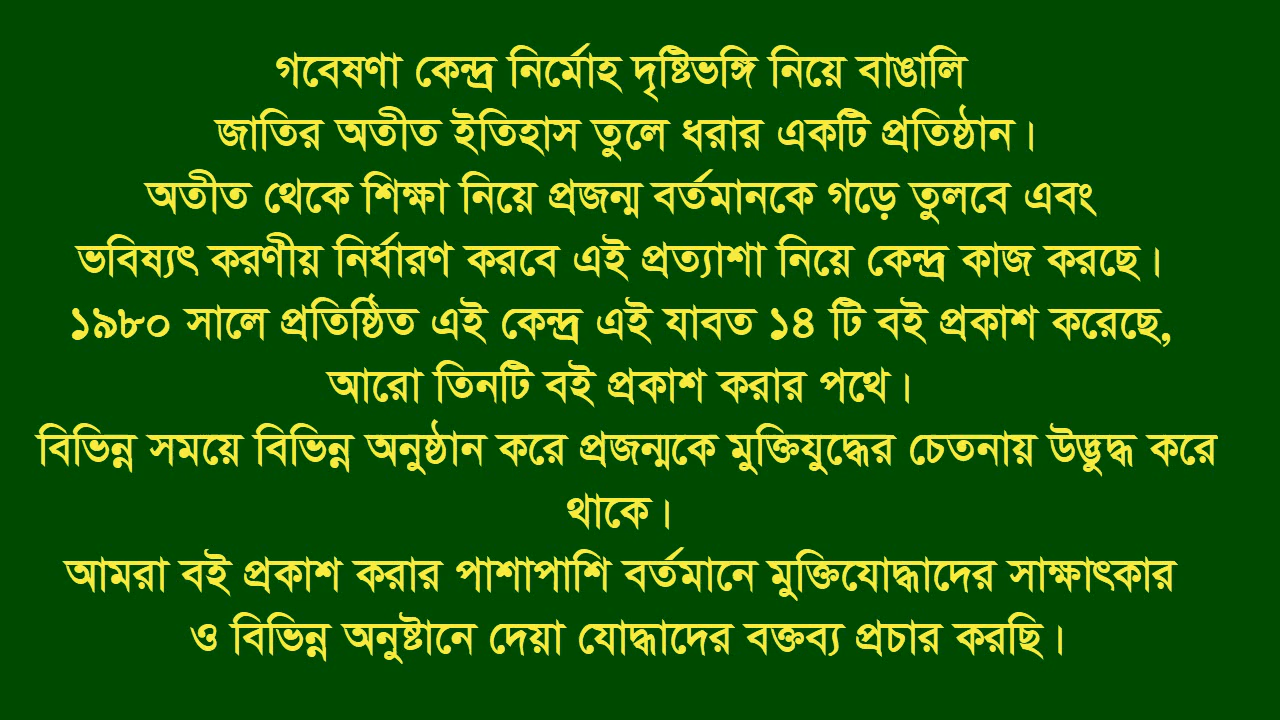 গবেষণা কেন্দ্র নির্মোহ দৃষ্টিভঙ্গি নিয়ে বাঙালি
জাতির অতীত ইতিহাস তুলে ধরার একটি প্রতিষ্ঠান।
অতীত থেকে শিক্ষা নিয়ে প্রজন্ম বর্তমানকে গড়ে তুলবে এবং
ভবিষ্যৎ করণীয় নির্ধারণ করবে এই প্রত্যাশা নিয়ে কেন্দ্র কাজ করছে।
১৯৮০ সালে প্রতিষ্ঠিত এই কেন্দ্র এই যাবত ১৪ টি বই প্রকাশ করেছে,
আরো তিনটি বই প্রকাশ করার পথে।
বিভিন্ন সময়ে বিভিন্ন অনুষ্ঠান করে প্রজন্মকে মুক্তিযুদ্ধের চেতনায় উদ্ভুদ্ধ করে
থাকে।
আমরা বই প্রকাশ করার পাশাপাশি বর্তমানে মুক্তিযোদ্ধাদের সাক্ষাৎকার
ও বিভিন্ন অনুষ্টানে দেয়া যোদ্ধাদের বক্তব্য প্রচার করছি।